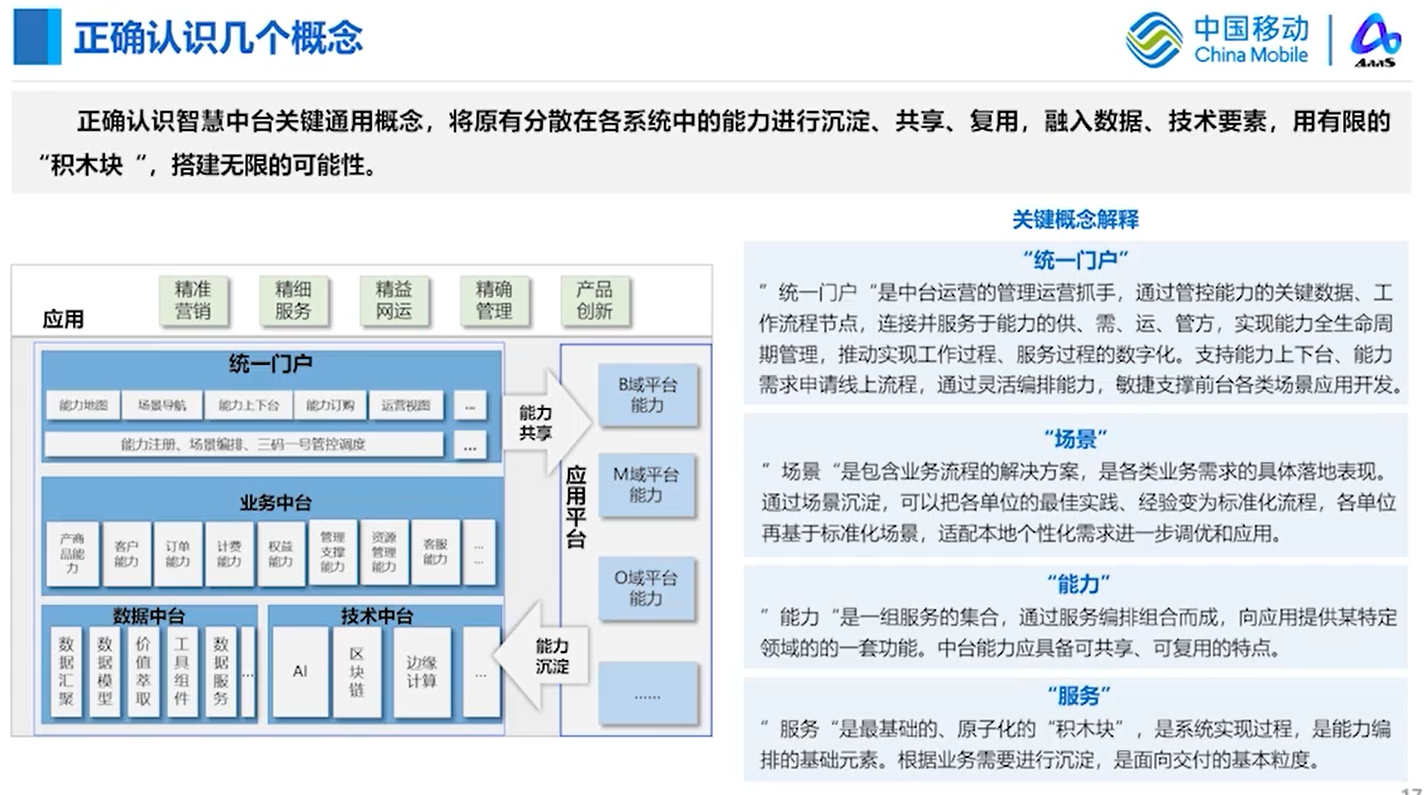 正确认识几个概念
中国移动
China Mobile
AaaS
正确认识智慧中台关键通用概念，将原有分散在各系统中的能力进行沉淀、共享、复用，融入数据、技术要素，用有限的
“积木块 “，搭建无限的可能性。
应用
精准
营销
精细
服务
精益
网运
精确
管理
产品
创新
统一门户
能力地图
场景导航
能力上下台
能力订购
运营视图
...
能力注册、场景编排、三码一号管控调度
...
业务中台
产商
品能
力
客户
能力
订单
能力
计费
能力
权益
能力
管理
支撑
能力
资源
管理
能力
客服
能力
...
...
数据中台
数据汇聚
数据模型
价值萃取
工具组件
数据服务
...
技术中台
AI
区块链
边缘
计算
...
能力
共享
能力
沉淀
应用平台
B域平台
能力
M域平台
能力
O域平台
能力
......
关键概念解释
“统一门户”
”统一门户“是中台运营的管理运营抓手，通过管控能力的关键数据、工
作流程节点，连接并服务于能力的供、需、运、管方，实现能力全生命周
期管理，推动实现工作过程、服务过程的数字化。支持能力上下台、能力
需求申请线上流程，通过灵活编排能力，敏捷支撑前台各类场景应用开发。
“场景”
”场景“是包含业务流程的解决方案，是各类业务需求的具体落地表现。
通过场景沉淀，可以把各单位的最佳实践、经验变为标准化流程，各单位
再基于标准化场景，适配本地个性化需求进一步调优和应用。
“能力”
”能力“是一组服务的集合，通过服务编排组合而成，向应用提供某特定
领域的的一套功能。中台能力应具备可共享、可复用的特点。
“服务”
”服务“是最基础的、原子化的“积木块”，是系统实现过程，是能力编
排的基础元素。根据业务需要进行沉淀，是面向交付的基本粒度。
17